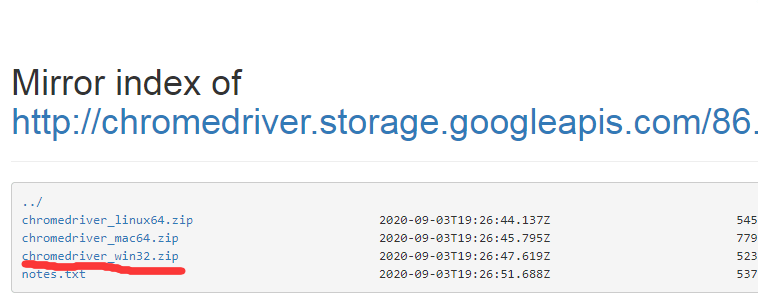 Mirror index of
http://chromedriver.storage.googleapis.com/86.
../
chromedriver_linux64.zip 2020-09-03T19:26:44.137Z 545
chromedriver_mac64.zip 2020-09-03T19:26:45.795Z 779
chromedriver_win32.zip 2020-09-03T19:26:47.619Z 523
notes.txt 2020-09-03T19:26:51.688Z 537